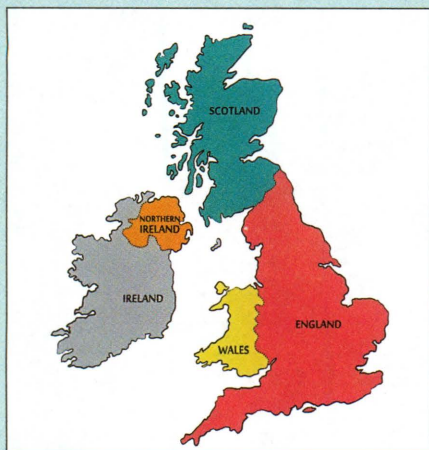 SCOTLAND
NORTHERN
IRELAND
IRELAND
WALES
ENGLAND